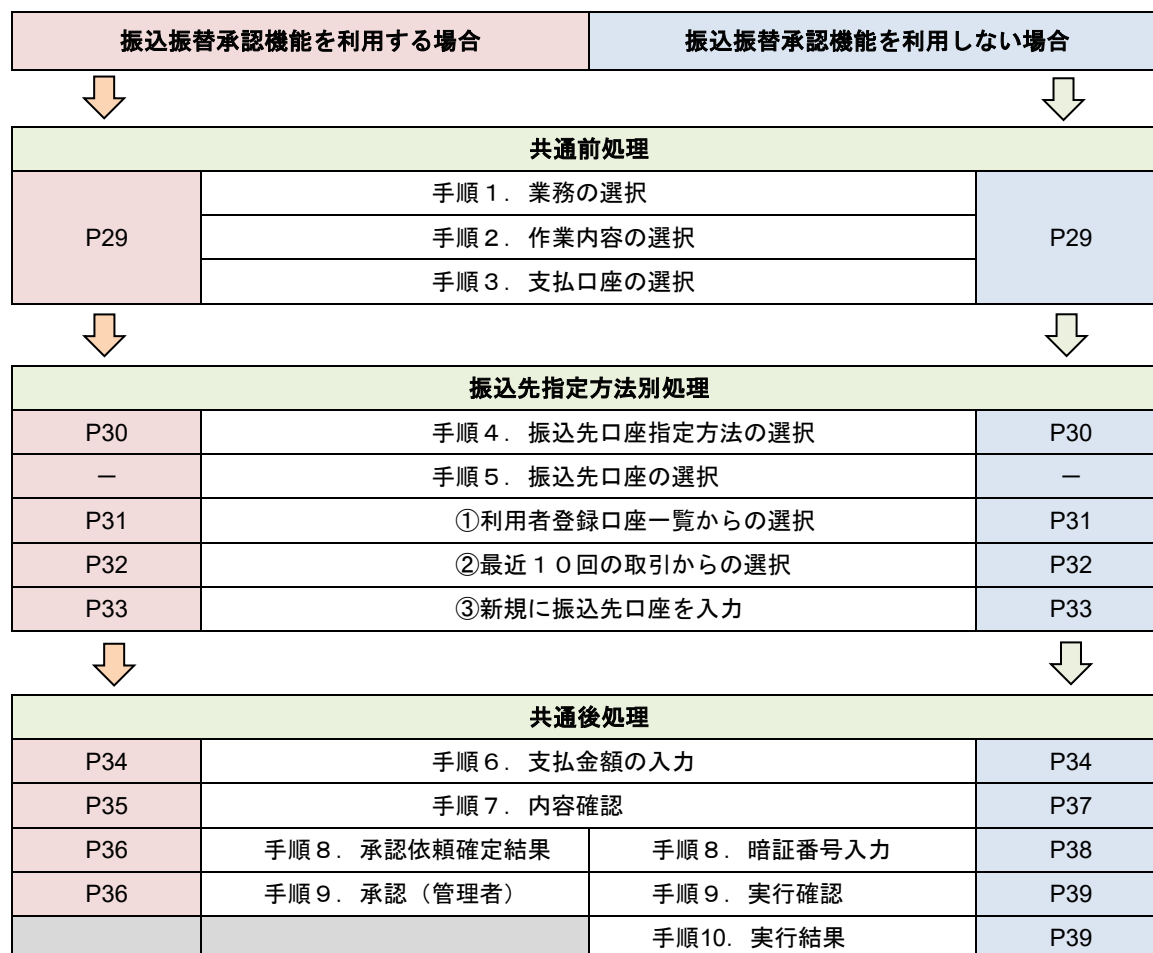 振込振替承認機能を利用する場合 振込振替承認機能を利用しない場合
共通前処理
手順１．業務の選択
P29 手順２．作業内容の選択 P29
手順３．支払口座の選択
振込先指定方法別処理
P30 手順４．振込先口座指定方法の選択 P30
－ 手順５．振込先口座の選択 －
P31 ①利用者登録口座一覧からの選択 P31
P32 ②最近１０回の取引からの選択 P32
P33 ③新規に振込先口座を入力 P33
共通後処理
P34 手順６．支払金額の入力 P34
P35 手順７．内容確認 P37
P36 手順８．承認依頼確定結果 手順８．暗証番号入力 P38
P36 手順９．承認（管理者） 手順９．実行確認 P39
手順10．実行結果 P39